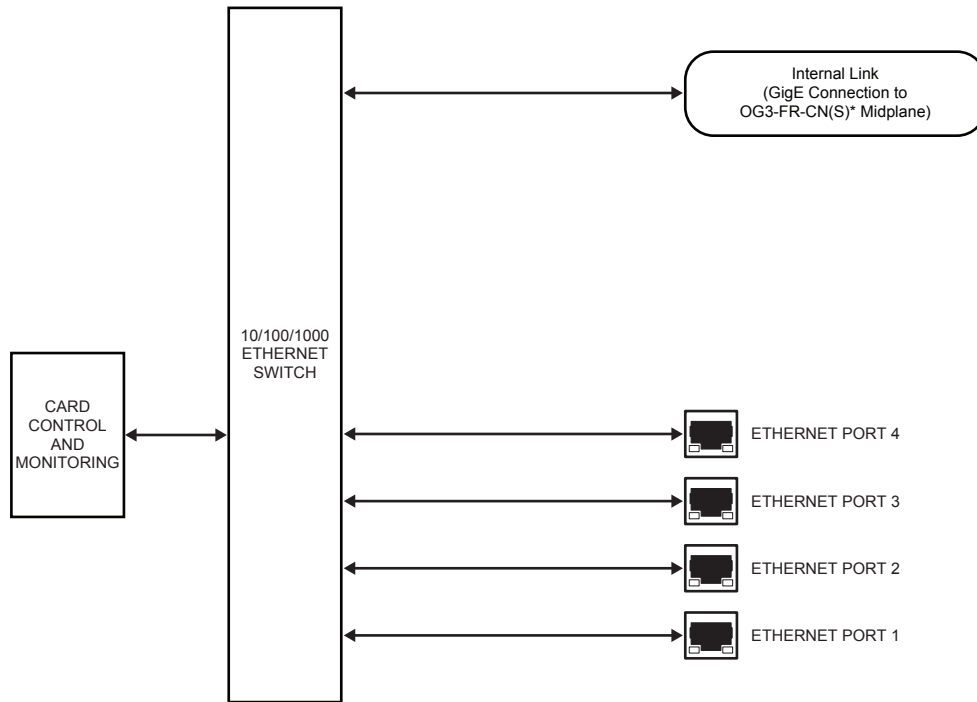 Internal Link
(GigE Connection to
OG3-FR-CN(S)* Midplane)
10/100/1000
ETHERNET
SWITCH
CARD
CONTROL
AND
MONITORING
ETHERNET PORT 4
ETHERNET PORT 3
ETHERNET PORT 2
ETHERNET PORT 1